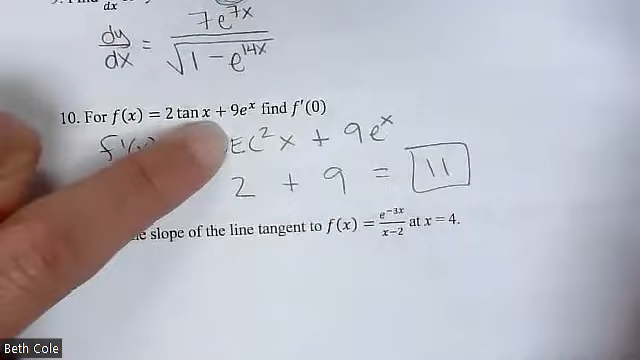 dy/dx = 7e^7x / √(1 - e^14x)
10. For f(x) = 2 tan x + 9e^x find f′(0)
EC²x + 9e^x
2 + 9 = 11
slope of the line tangent to f(x) = e^-3x / x-2 at x = 4.
Beth Cole